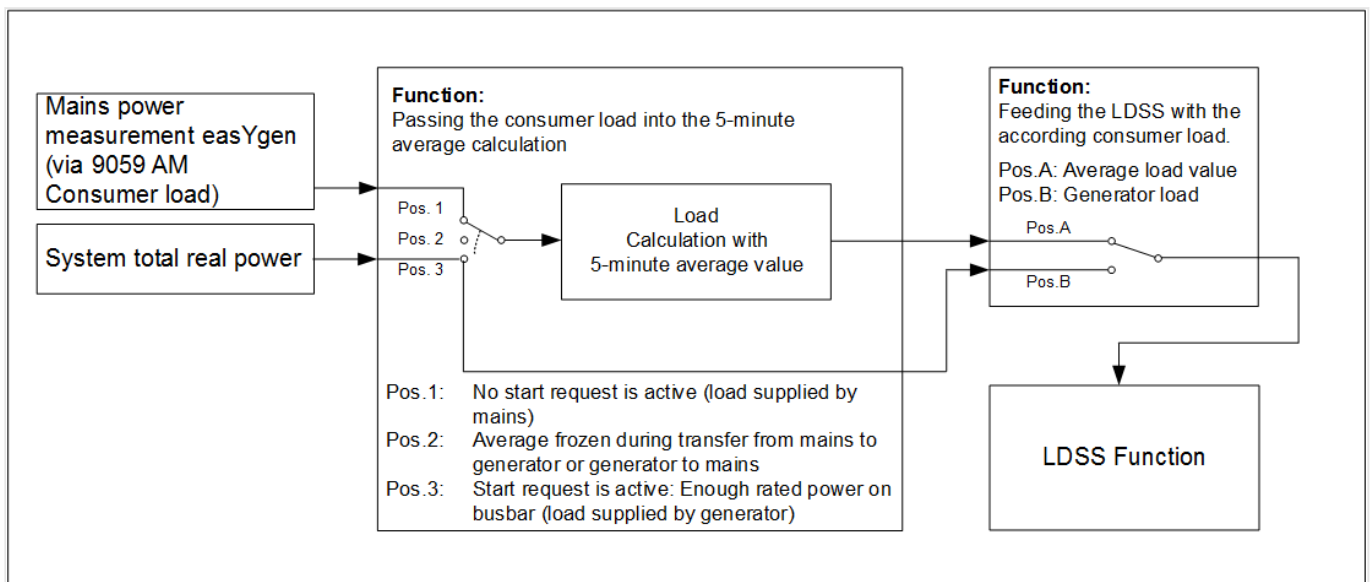 Mains power
measurement easYgen
(via 9059 AM
Consumer load)
System total real power
Function:
Passing the consumer load into the 5-minute
average calculation
Pos. 1
Pos. 2
Pos. 3
Load
Calculation with
5-minute average value
Pos.1: No start request is active (load supplied by
mains)
Pos.2: Average frozen during transfer from mains to
generator or generator to mains
Pos.3: Start request is active: Enough rated power on
busbar (load supplied by generator)
Function:
Feeding the LDSS with the
according consumer load.
Pos.A: Average load value
Pos.B: Generator load
Pos.A
Pos.B
LDSS Function